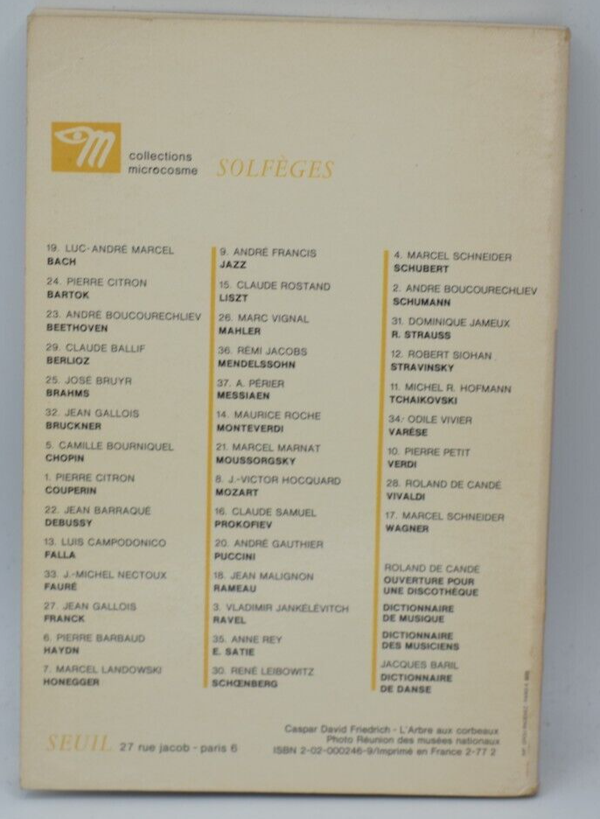 M
collections
microcosme
SOLFÈGES
19. LUC-ANDRÉ MARCEL
BACH
24. PIERRE CITRON
BARTOK
23. ANDRÉ BOUCOURECHLIEV
BEETHOVEN
29. CLAUDE BALLIF
BERLIOZ
25. JOSÉ BRUYR
BRAHMS
32. JEAN GALLOIS
BRUCKNER
5. CAMILLE BOURNIQUEL
CHOPIN
1. PIERRE CITRON
COUPERIN
22. JEAN BARRAQUÉ
DEBUSSY
13. LUIS CAMPODONICO
FALLA
33. J.-MICHEL NECTOUX
FAURÉ
27. JEAN GALLOIS
FRANCK
6. PIERRE BARBAUD
HAYDN
7. MARCEL LANDOWSKI
HONEGGER
9. ANDRÉ FRANCIS
JAZZ
15. CLAUDE ROSTAND
LISZT
26. MARC VIGNAL
MAHLER
36. RÉMI JACOBS
MENDELSSOHN
37. A. PÉRIER
MESSIAEN
14. MAURICE ROCHE
MONTEVERDI
21. MARCEL MARNAT
MOUSSORGSKY
8. J.-VICTOR HOCQUARD
MOZART
16. CLAUDE SAMUEL
PROKOFIEV
20. ANDRÉ GAUTHIER
PUCCINI
18. JEAN MALIGNON
RAMEAU
3. VLADIMIR JANKÉLÉVITCH
RAVEL
35. ANNE REY
E. SATIE
30. RENÉ LEIBOWITZ
SCHŒNBERG
4. MARCEL SCHNEIDER
SCHUBERT
2. ANDRE BOUCOURECHLIEV
SCHUMANN
31. DOMINIQUE JAMEUX
R. STRAUSS
12. ROBERT SIOHAN
STRAVINSKY
11. MICHEL R. HOFMANN
TCHAIKOVSKI
34. ODILE VIVIER
VARÈSE
10. PIERRE PETIT
VERDI
28. ROLAND DE CANDÉ
VIVALDI
17. MARCEL SCHNEIDER
WAGNER
ROLAND DE CANDÉ
OUVERTURE POUR
UNE DISCOTHÈQUE
DICTIONNAIRE
DE MUSIQUE
DICTIONNAIRE
DES MUSICIENS
JACQUES BARIL
DICTIONNAIRE
DE DANSE
Caspar David Friedrich - L'Arbre aux corbeaux
Photo Réunion des musées nationaux
ISBN 2-02-000246-9/Imprimé en France 2-77 2
SEUIL 27 rue jacob - paris 6